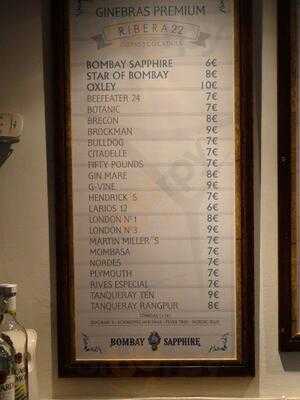 GINEBRAS PREMIUM
RIBERA 22
BOMBAY SAPPHIRE 6€
STAR OF BOMBAY 8€
OXLEY 10€
BEEFEATER 24 7€
BOTANIC 7€
BRECON 8€
BROCKMAN 9€
BULLDOG 7€
CITADELLE 7€
FIFTY POUNDS 7€
GIN MARE 8€
G-VINE 9€
HENDRICK´S 7€
LARIOS 12 6€
LONDON Nº1 8€
LONDON Nº3 9€
MARTIN MILLER´S 7€
MOMBASA 7€
NORDES 7€
PLYMOUTH 7€
RIVES ESPECIAL 7€
TANQUERAY TEN 9€
TANQUERAY RANGPUR 8€
BOMBAY SAPPHIRE